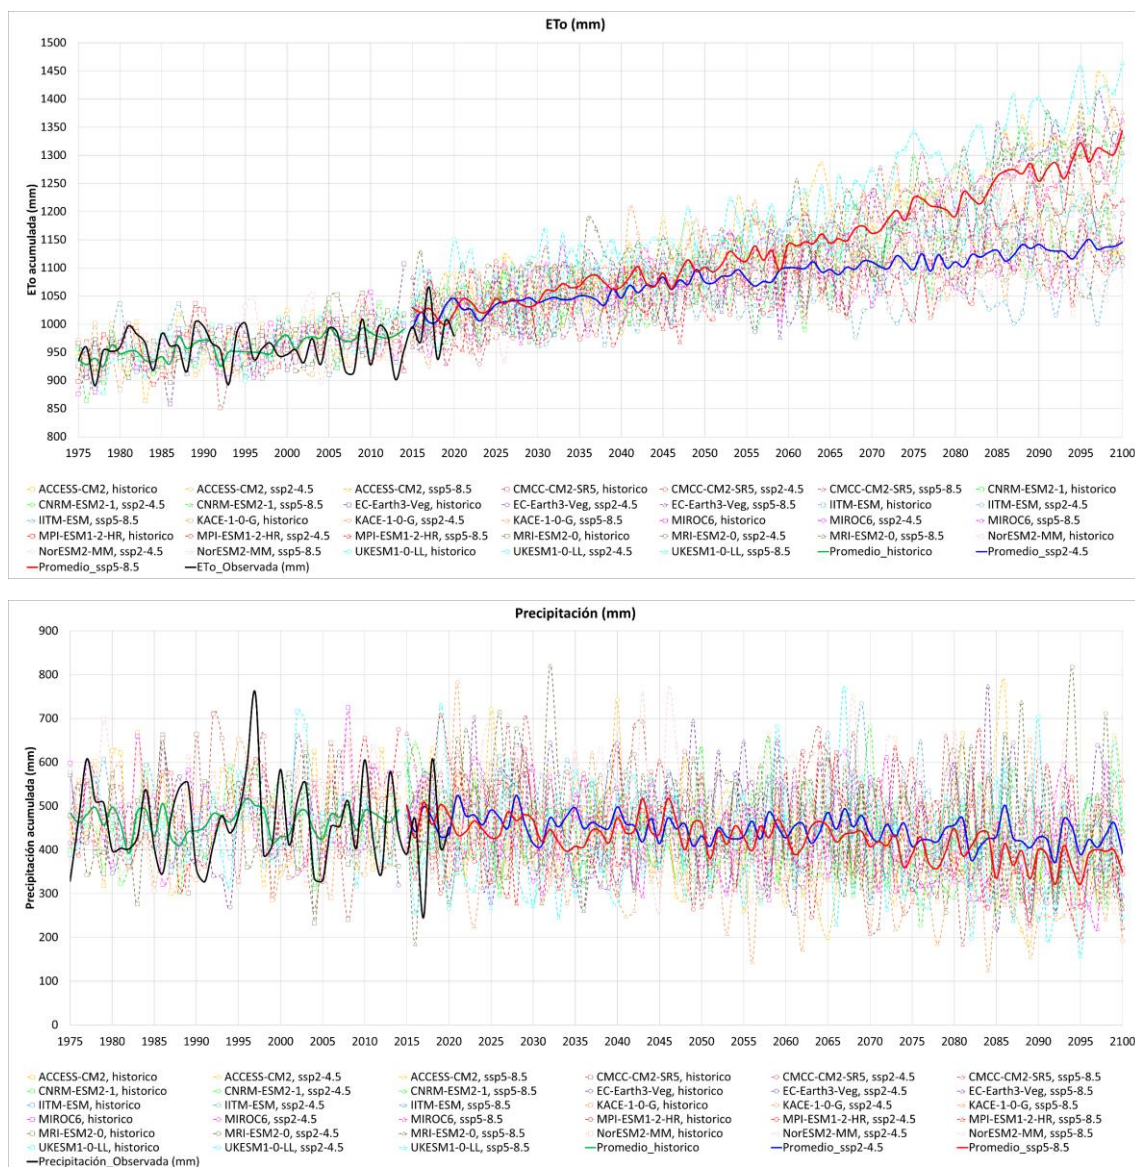 ETo (mm)
1500
1450
1400
1350
1300
1250
1200
1150
1100
1050
1000
950
900
850
800
ETo acumulada (mm)
1975 1980 1985 1990 1995 2000 2005 2010 2015 2020 2025 2030 2035 2040 2045 2050 2055 2060 2065 2070 2075 2080 2085 2090 2095 2100
ACCESS-CM2, historico ACCESS-CM2, ssp2-4.5 ACCESS-CM2, ssp5-8.5 CMCC-CM2-SR5, historico CMCC-CM2-SR5, ssp2-4.5 CMCC-CM2-SR5, ssp5-8.5 CNRM-ESM2-1, historico
CNRM-ESM2-1, ssp2-4.5 CNRM-ESM2-1, ssp5-8.5 EC-Earth3-Veg, historico EC-Earth3-Veg, ssp2-4.5 EC-Earth3-Veg, ssp5-8.5 IITM-ESM, historico IITM-ESM, ssp2-4.5
IITM-ESM, ssp5-8.5 KACE-1-0-G, historico KACE-1-0-G, ssp2-4.5 KACE-1-0-G, ssp5-8.5 MIROC6, historico MIROC6, ssp2-4.5 MIROC6, ssp5-8.5
MPI-ESM1-2-HR, historico MPI-ESM1-2-HR, ssp2-4.5 MPI-ESM1-2-HR, ssp5-8.5 MRI-ESM2-0, historico MRI-ESM2-0, ssp2-4.5 MRI-ESM2-0, ssp5-8.5 NorESM2-MM, historico
NorESM2-MM, ssp2-4.5 NorESM2-MM, ssp5-8.5 UKESM1-0-LL, historico UKESM1-0-LL, ssp2-4.5 UKESM1-0-LL, ssp5-8.5 Promedio_historico Promedio_ssp2-4.5
Promedio_ssp5-8.5 ETo_Observada (mm)
Precipitación (mm)
900
800
700
600
500
400
300
200
100
0
Precipitación acumulada (mm)
1975 1980 1985 1990 1995 2000 2005 2010 2015 2020 2025 2030 2035 2040 2045 2050 2055 2060 2065 2070 2075 2080 2085 2090 2095 2100
ACCESS-CM2, historico ACCESS-CM2, ssp2-4.5 ACCESS-CM2, ssp5-8.5 CMCC-CM2-SR5, historico CMCC-CM2-SR5, ssp2-4.5 CMCC-CM2-SR5, ssp5-8.5
CNRM-ESM2-1, historico CNRM-ESM2-1, ssp2-4.5 CNRM-ESM2-1, ssp5-8.5 EC-Earth3-Veg, historico EC-Earth3-Veg, ssp2-4.5 EC-Earth3-Veg, ssp5-8.5
IITM-ESM, historico IITM-ESM, ssp2-4.5 IITM-ESM, ssp5-8.5 KACE-1-0-G, historico KACE-1-0-G, ssp2-4.5 KACE-1-0-G, ssp5-8.5
MIROC6, historico MIROC6, ssp2-4.5 MIROC6, ssp5-8.5 MPI-ESM1-2-HR, historico MPI-ESM1-2-HR, ssp2-4.5 MPI-ESM1-2-HR, ssp5-8.5
MRI-ESM2-0, historico MRI-ESM2-0, ssp2-4.5 MRI-ESM2-0, ssp5-8.5 NorESM2-MM, historico NorESM2-MM, ssp2-4.5 NorESM2-MM, ssp5-8.5
UKESM1-0-LL, historico UKESM1-0-LL, ssp2-4.5 UKESM1-0-LL, ssp5-8.5 Promedio_historico Promedio_ssp2-4.5 Promedio_ssp5-8.5
Precipitación_Observada (mm)